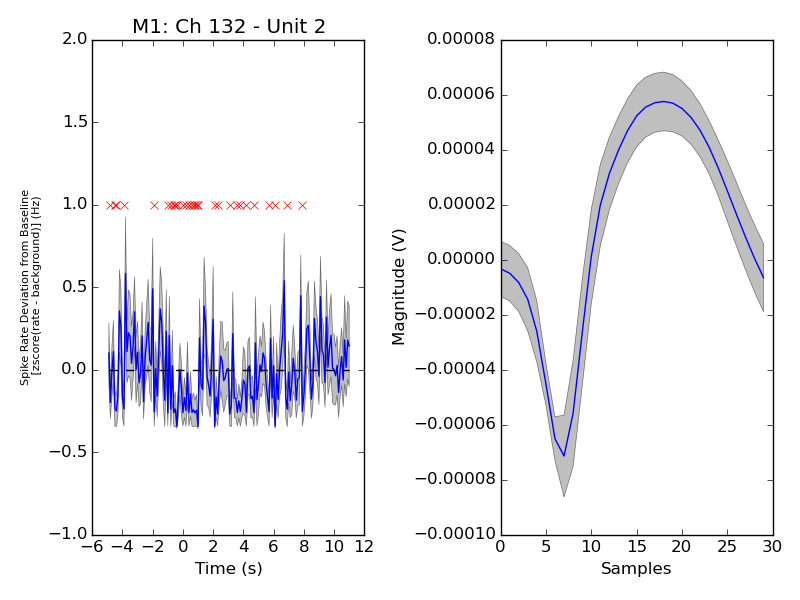 M1: Ch 132 - Unit 2
2.0
1.5
1.0
0.5
0.0
−0.5
−1.0
−6 −4 −2 0 2 4 6 8 10 12
Time (s)
Spike Rate Deviation from Baseline
[zscore(rate - background)] (Hz)
0.00008
0.00006
0.00004
0.00002
0.00000
−0.00002
−0.00004
−0.00006
−0.00008
−0.00010
0 5 10 15 20 25 30
Samples
Magnitude (V)